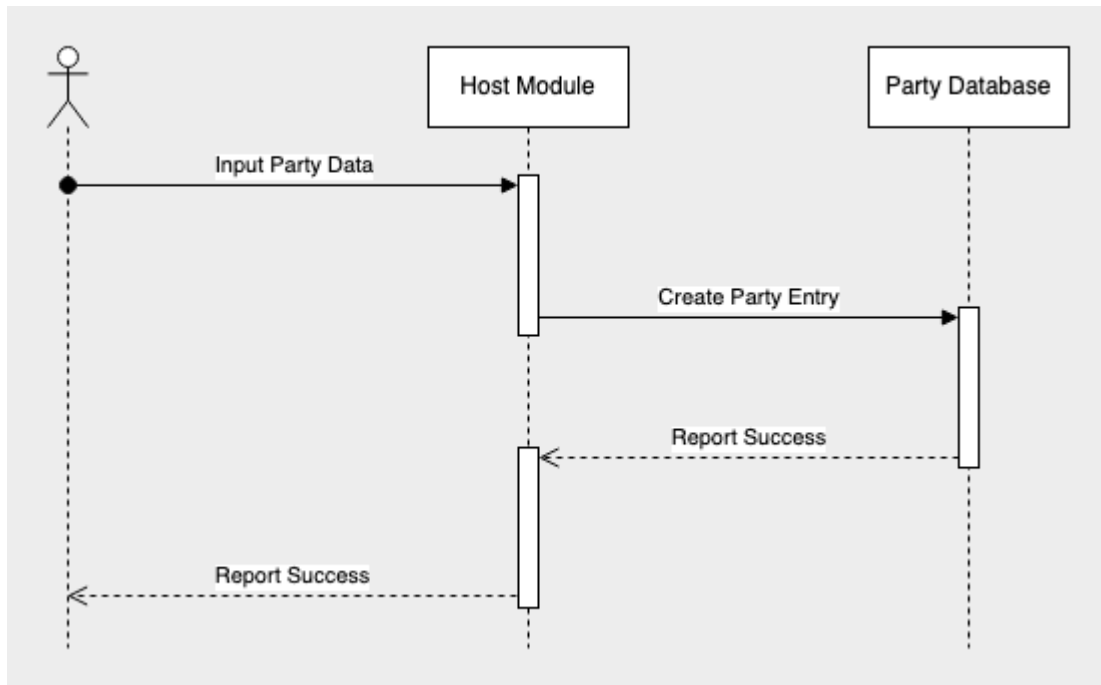 Host Module
Party Database
Input Party Data
Create Party Entry
Report Success
Report Success